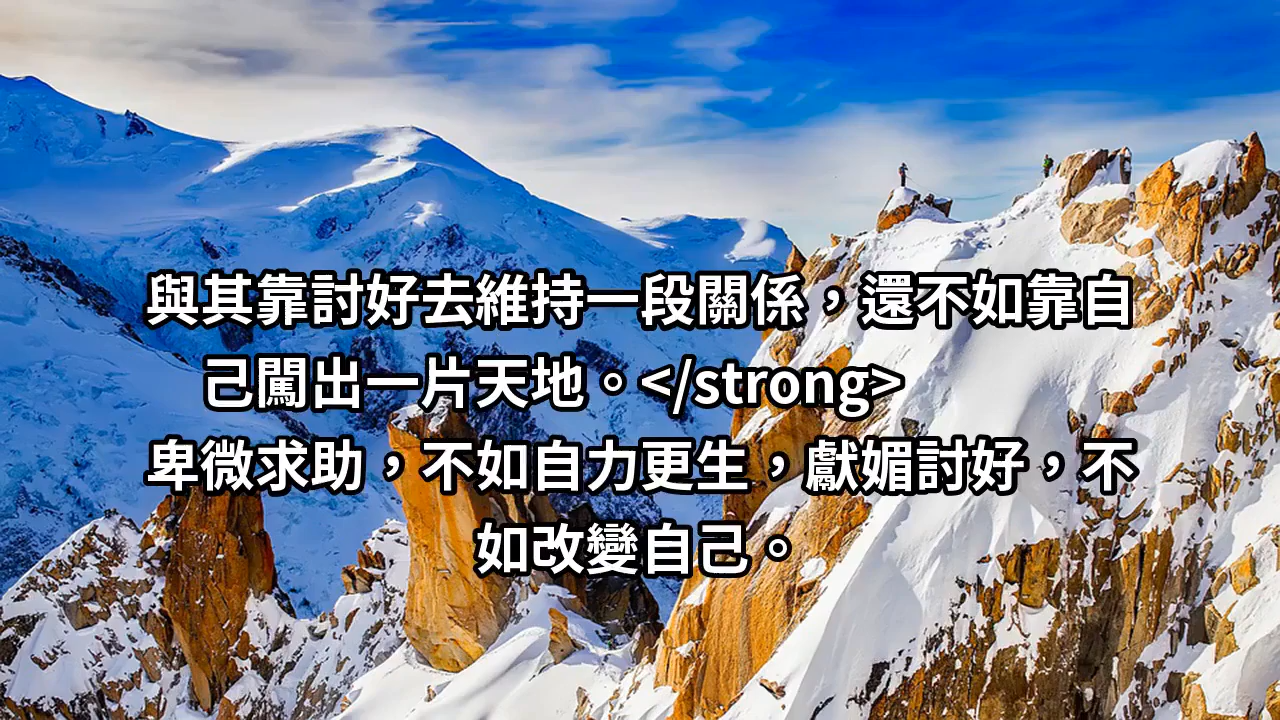 與其靠討好去維持一段關係，還不如靠自
己闖出一片天地。</strong>
卑微求助，不如自力更生，獻媚討好，不
如改變自己。